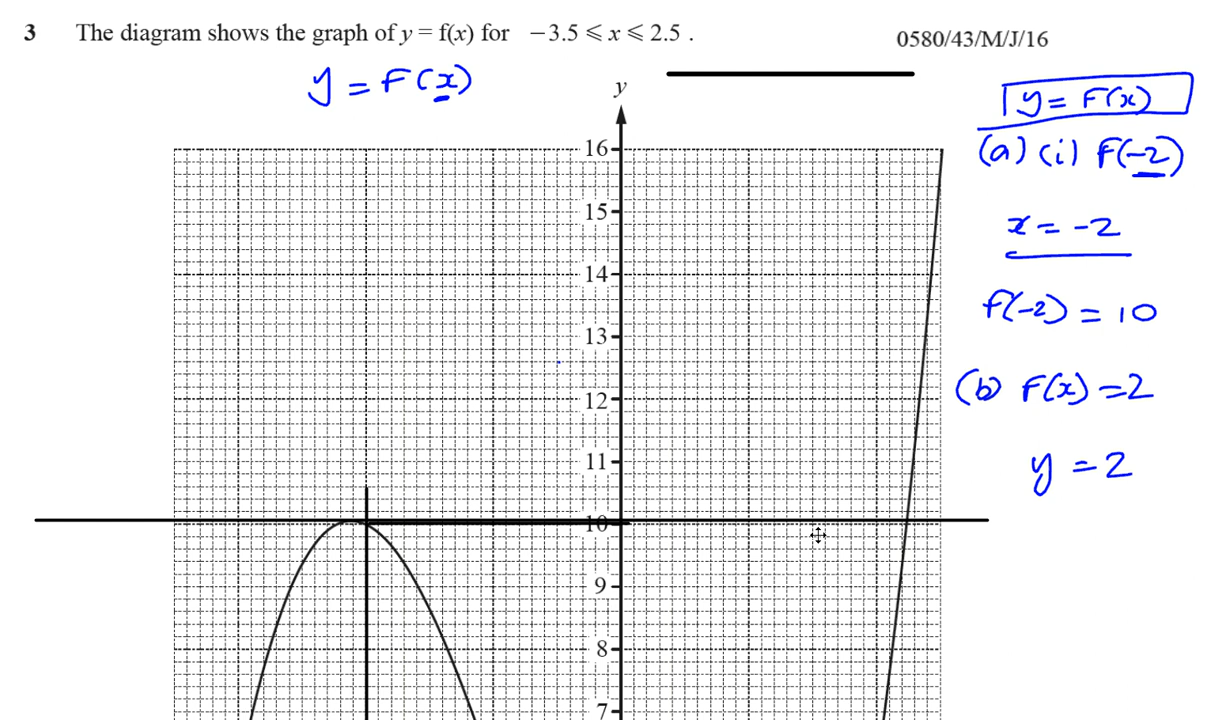 3 The diagram shows the graph of y = f(x) for −3.5 ⩽ x ⩽ 2.5 .
0580/43/M/J/16
y = F(x)
y
y = F(x)
(a) (i) F(-2)
x = -2
f(-2) = 10
(b) F(x) = 2
y = 2
16
15
14
13
12
11
10
9
8
7